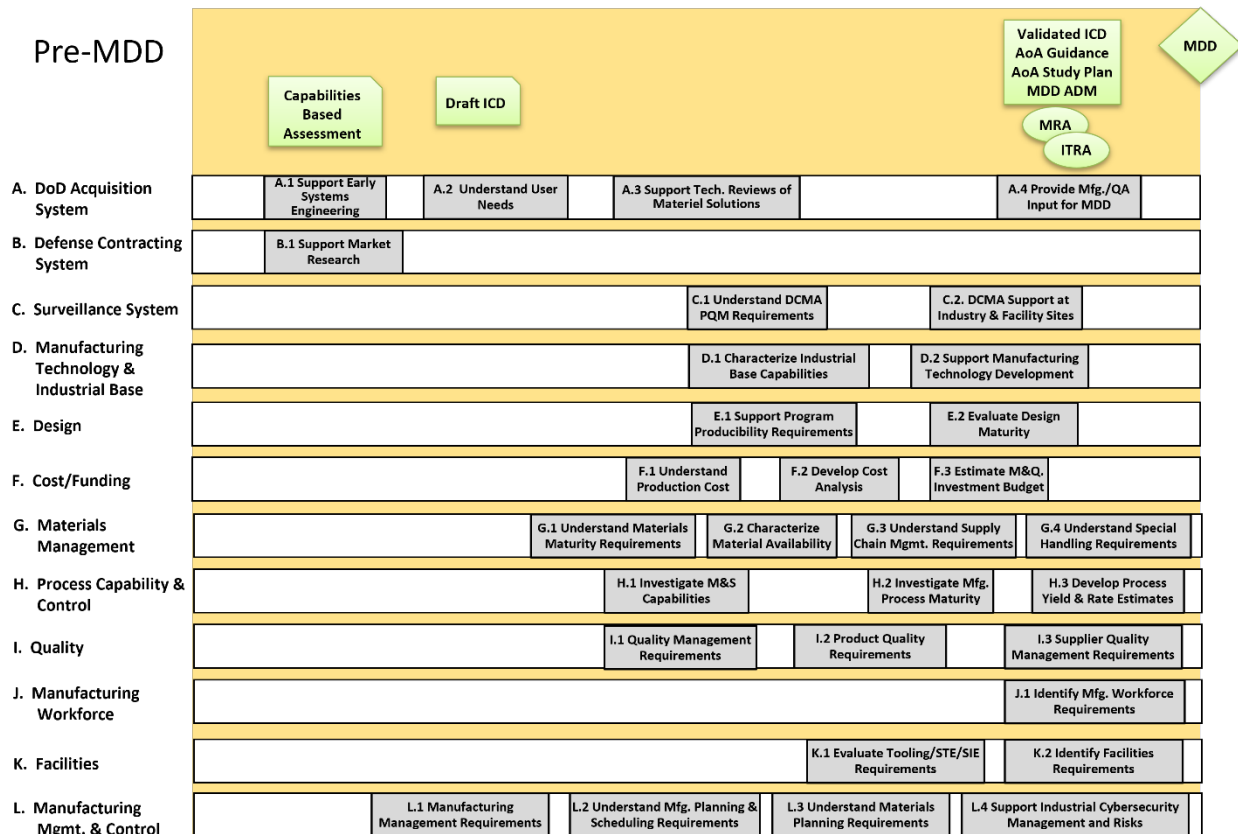 Pre-MDD
Capabilities
Based
Assessment
Draft ICD
Validated ICD
AoA Guidance
AoA Study Plan
MDD ADM
MDD
MRA
ITRA
A. DoD Acquisition
System
A.1 Support Early
Systems
Engineering
A.2 Understand User
Needs
A.3 Support Tech. Reviews of
Materiel Solutions
A.4 Provide Mfg./QA
Input for MDD
B. Defense Contracting
System
B.1 Support Market
Research
C. Surveillance System
C.1 Understand DCMA
PQM Requirements
C.2. DCMA Support at
Industry & Facility Sites
D. Manufacturing
Technology &
Industrial Base
D.1 Characterize Industrial
Base Capabilities
D.2 Support Manufacturing
Technology Development
E. Design
E.1 Support Program
Producibility Requirements
E.2 Evaluate Design
Maturity
F. Cost/Funding
F.1 Understand
Production Cost
F.2 Develop Cost
Analysis
F.3 Estimate M&Q.
Investment Budget
G. Materials
Management
G.1 Understand Materials
Maturity Requirements
G.2 Characterize
Material Availability
G.3 Understand Supply
Chain Mgmt. Requirements
G.4 Understand Special
Handling Requirements
H. Process Capability &
Control
H.1 Investigate M&S
Capabilities
H.2 Investigate Mfg.
Process Maturity
H.3 Develop Process
Yield & Rate Estimates
I. Quality
I.1 Quality Management
Requirements
I.2 Product Quality
Requirements
I.3 Supplier Quality
Management Requirements
J. Manufacturing
Workforce
J.1 Identify Mfg. Workforce
Requirements
K. Facilities
K.1 Evaluate Tooling/STE/SIE
Requirements
K.2 Identify Facilities
Requirements
L. Manufacturing
Mgmt. & Control
L.1 Manufacturing
Management Requirements
L.2 Understand Mfg. Planning &
Scheduling Requirements
L.3 Understand Materials
Planning Requirements
L.4 Support Industrial Cybersecurity
Management and Risks